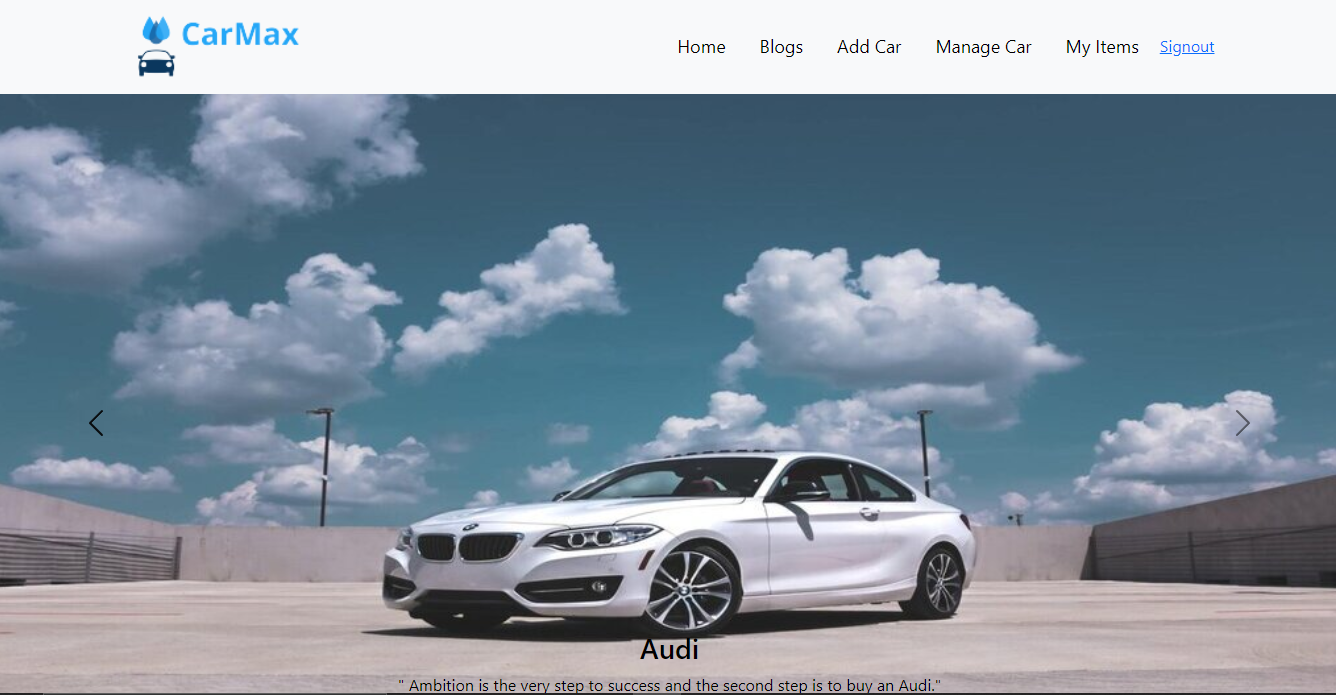 CarMax
Home Blogs Add Car Manage Car My Items Signout
Audi
" Ambition is the very step to success and the second step is to buy an Audi."